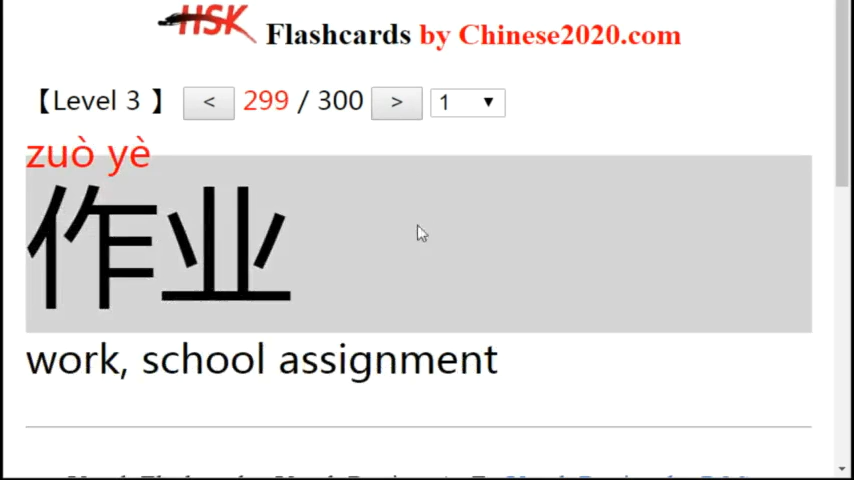 HSK Flashcards by Chinese2020.com
【Level 3 】 < 299 / 300 > 1 ▼
zuò yè
作业
work, school assignment